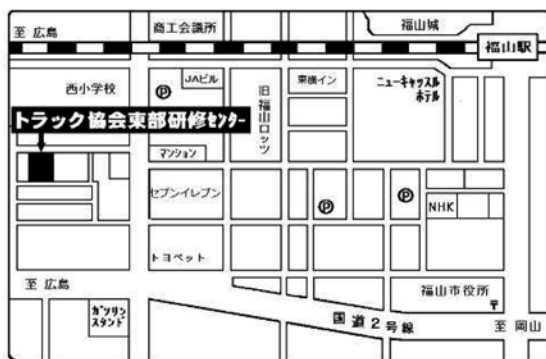 至 広島
商工会議所
福山城
福山駅
西小学校
JAビル
Ⓟ
旧福山ロッツ
東横イン
ニューキャッスル
ホテル
トラック協会東部研修センター
マンション
セブンイレブン
Ⓟ
Ⓟ
NHK
トヨペット
至 広島
福山市役所
〒
ガソリン
スタンド
国道2号線
至 岡山